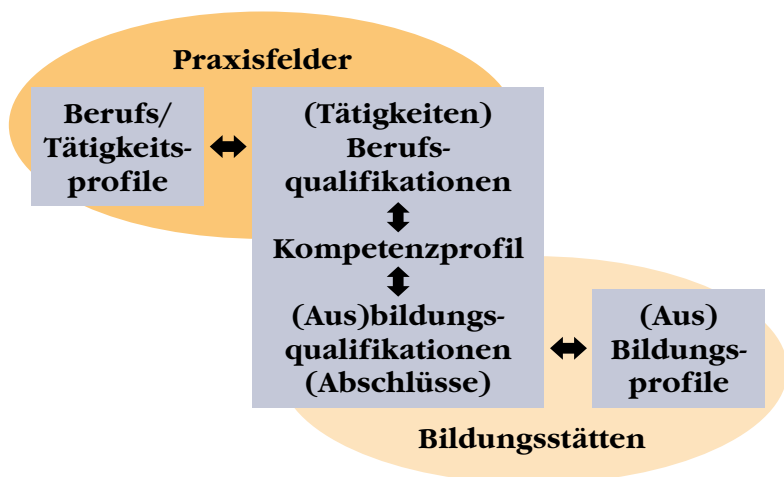 Praxisfelder
Berufs/
Tätigkeits-
profile
(Tätigkeiten)
Berufs-
qualifikationen
Kompetenzprofil
(Aus)bildungs-
qualifikationen
(Abschlüsse)
(Aus)
Bildungs-
profile
Bildungsstätten